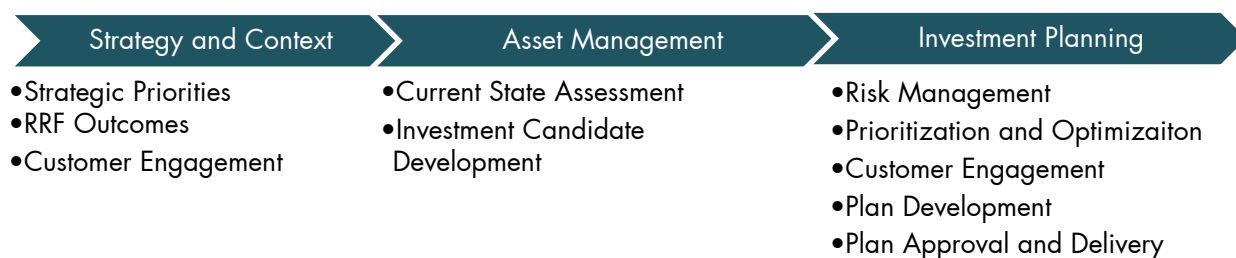 Strategy and Context
•Strategic Priorities
•RRF Outcomes
•Customer Engagement
Asset Management
•Current State Assessment
•Investment Candidate
Development
Investment Planning
•Risk Management
•Prioritization and Optimizaiton
•Customer Engagement
•Plan Development
•Plan Approval and Delivery